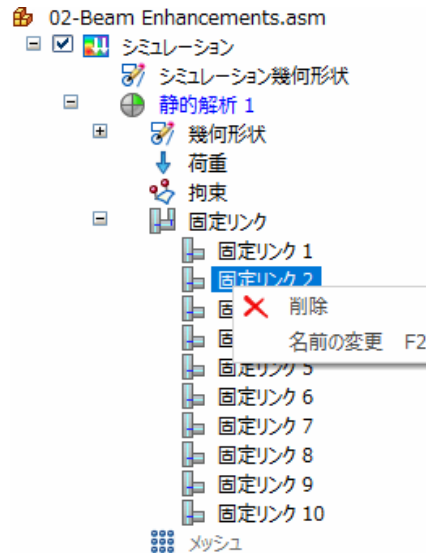 02-Beam Enhancements.asm
シミュレーション
シミュレーション幾何形状
静的解析 1
幾何形状
荷重
拘束
固定リンク
固定リンク 1
固定リンク 2
固
削除
固
名前の変更 F2
固定リンク 5
固定リンク 6
固定リンク 7
固定リンク 8
固定リンク 9
固定リンク 10
メッシュ